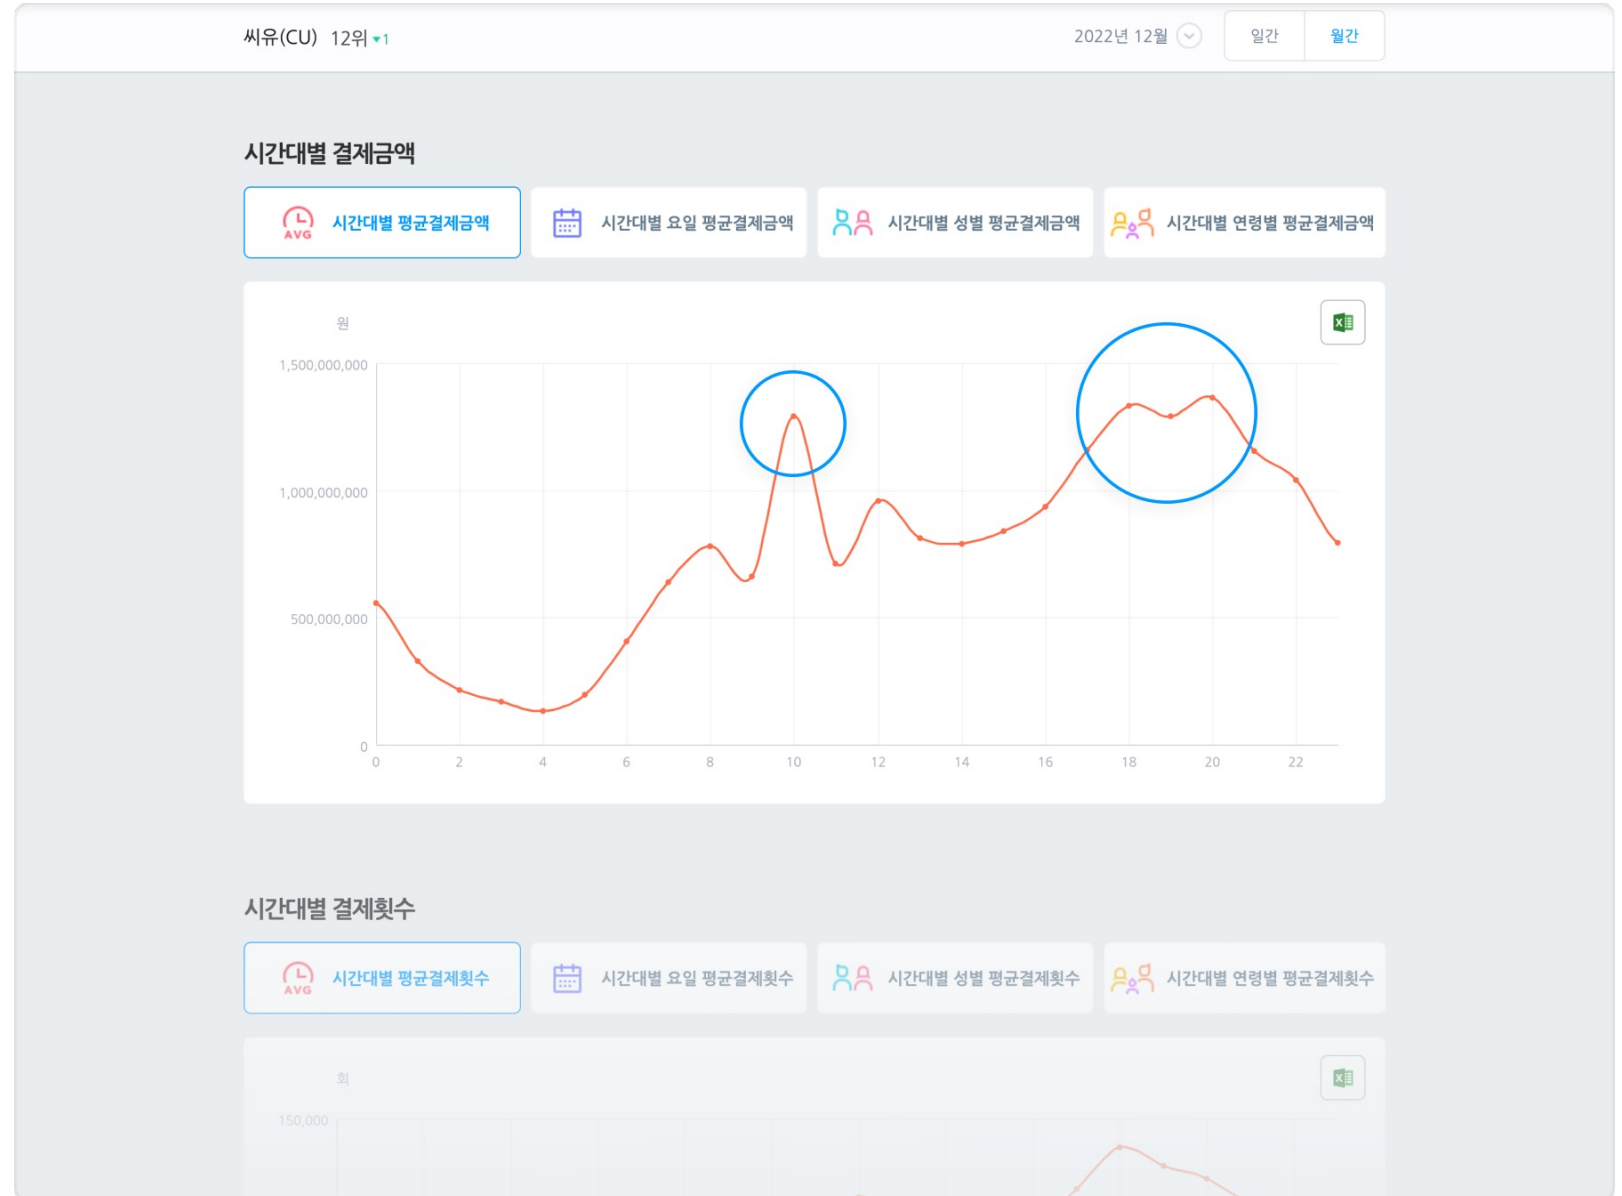 씨유(CU) 12위 ▼1
2022년 12월
일간 월간
시간대별 결제금액
AVG 시간대별 평균결제금액
시간대별 요일 평균결제금액
시간대별 성별 평균결제금액
시간대별 연령별 평균결제금액
원
1,500,000,000
1,000,000,000
500,000,000
0
0 2 4 6 8 10 12 14 16 18 20 22
시간대별 결제횟수
AVG 시간대별 평균결제횟수
시간대별 요일 평균결제횟수
시간대별 성별 평균결제횟수
시간대별 연령별 평균결제횟수
회
150,000